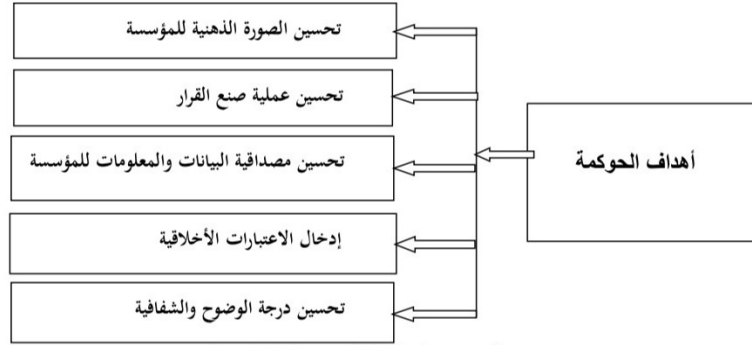 أهداف الحوكمة
تحسين الصورة الذهنية للمؤسسة
تحسين عملية صنع القرار
تحسين مصداقية البيانات والمعلومات للمؤسسة
إدخال الاعتبارات الأخلاقية
تحسين درجة الوضوح والشفافية